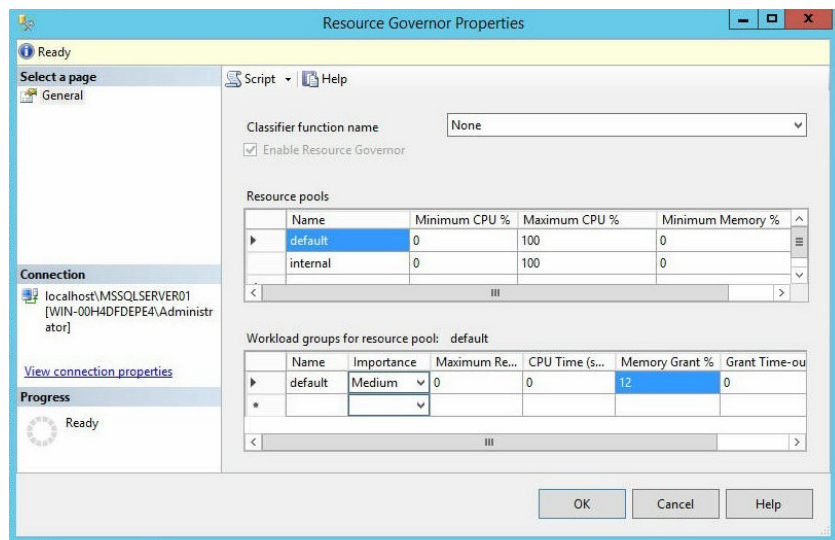 Resource Governor Properties
Ready
Select a page
General
Script
Help
Classifier function name
None
Enable Resource Governor
Resource pools
Name Minimum CPU % Maximum CPU % Minimum Memory %
default 0 100 0
internal 0 100 0
Connection
localhost\MSSQLSERVER01
[WIN-00H4DFDEPE4\Administr
ator]
View connection properties
Progress
Ready
Workload groups for resource pool: default
Name Importance Maximum Re... CPU Time (s... Memory Grant % Grant Time-ou
default Medium 0 0 12 0
OK
Cancel
Help